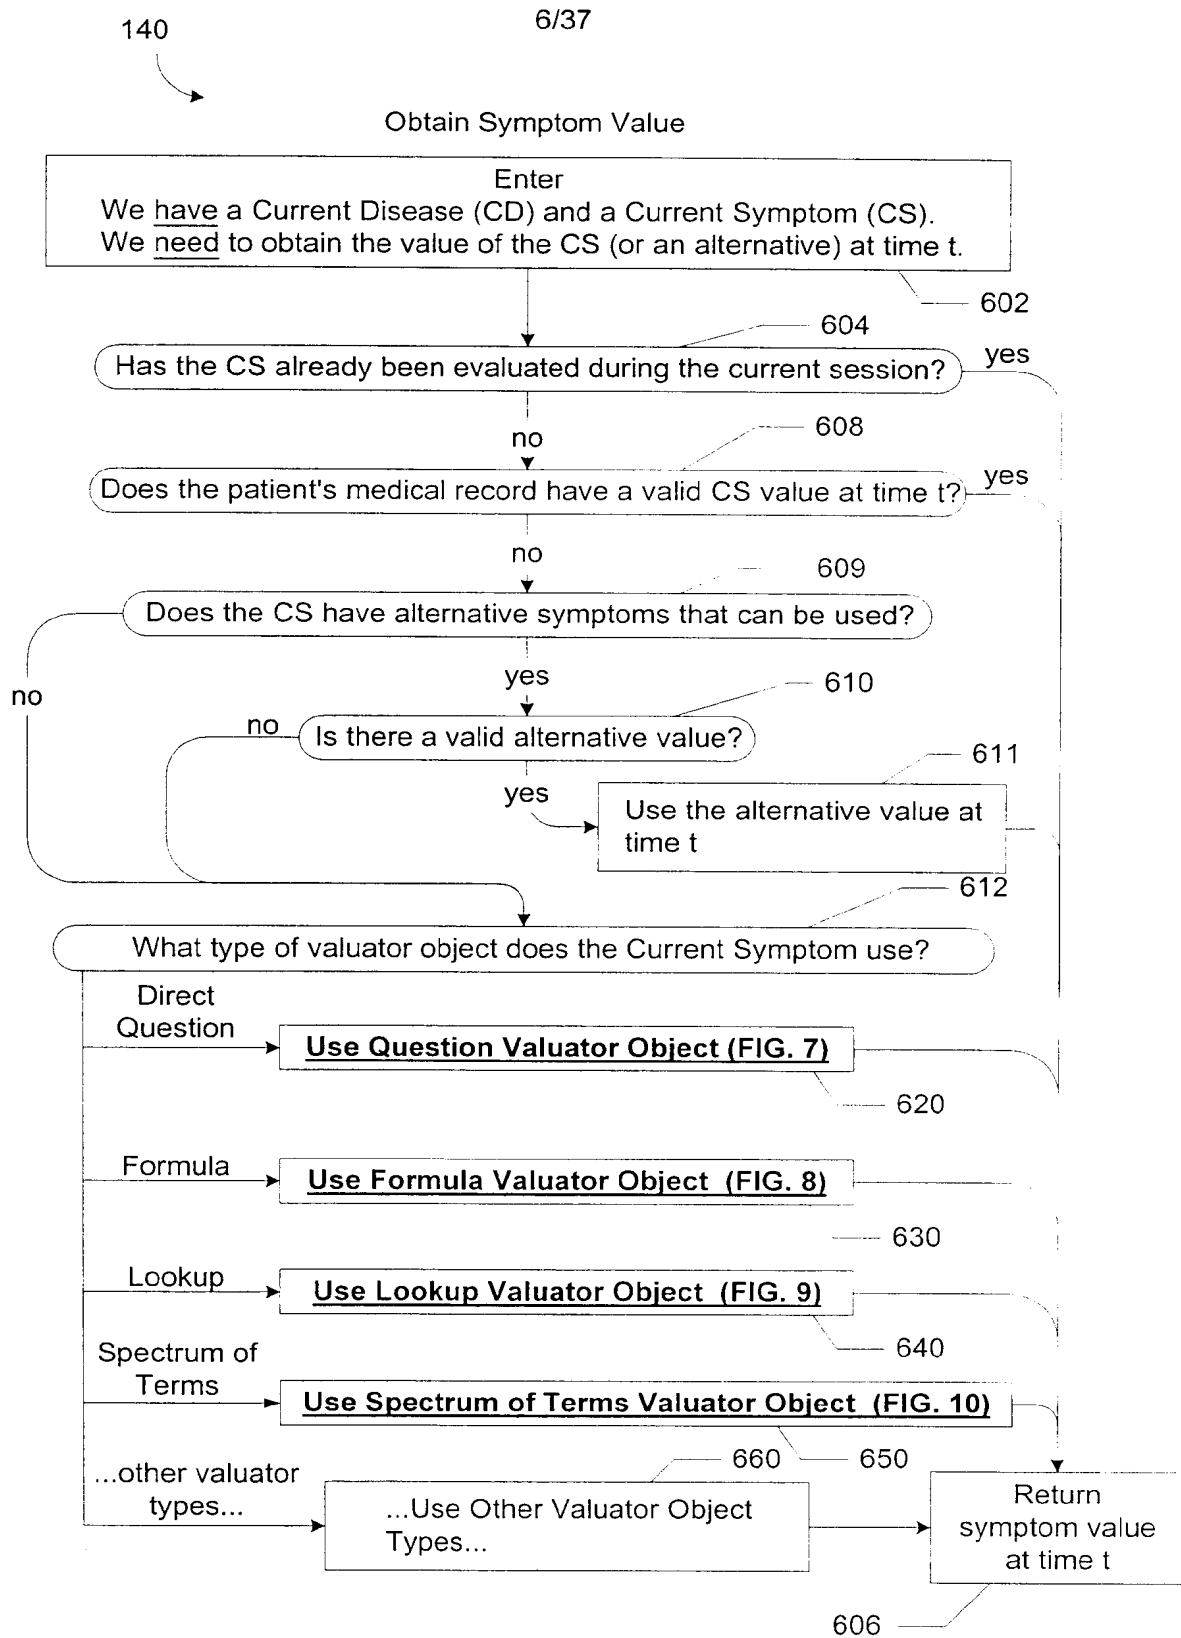 6/37
140
Obtain Symptom Value
Enter
We have a Current Disease (CD) and a Current Symptom (CS).
We need to obtain the value of the CS (or an alternative) at time t.
602
604
Has the CS already been evaluated during the current session?
yes
no
608
Does the patient's medical record have a valid CS value at time t?
yes
no
609
Does the CS have alternative symptoms that can be used?
no
yes
610
no
Is there a valid alternative value?
611
yes
Use the alternative value at
time t
612
What type of valuator object does the Current Symptom use?
Direct
Question
Use Question Valuator Object (FIG. 7)
620
Formula
Use Formula Valuator Object (FIG. 8)
630
Lookup
Use Lookup Valuator Object (FIG. 9)
640
Spectrum of
Terms
Use Spectrum of Terms Valuator Object (FIG. 10)
650
660
...other valuator
types...
...Use Other Valuator Object
Types...
Return
symptom value
at time t
606